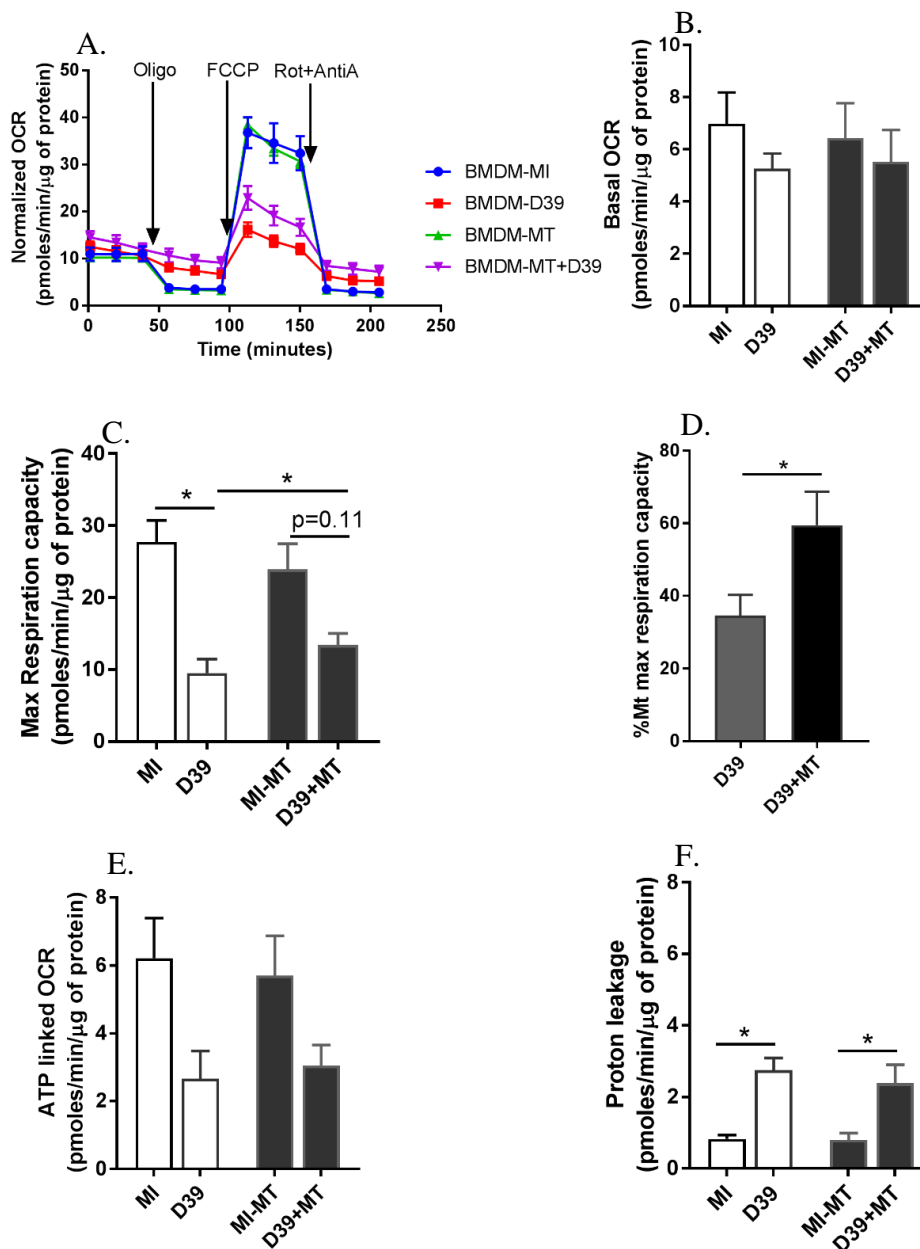 A.
Oligo FCCP Rot+AntiA
Normalized OCR
(pmoles/min/µg of protein)
50
40
30
20
10
0
0 50 100 150 200 250
Time (minutes)
BMDM-MI
BMDM-D39
BMDM-MT
BMDM-MT+D39
B.
Basal OCR
(pmoles/min/µg of protein)
10
8
6
4
2
0
MI D39 MI-MT D39+MT
C.
Max Respiration capacity
(pmoles/min/µg of protein)
40
30
20
10
0
* *
p=0.11
MI D39 MI-MT D39+MT
D.
%Mt max respiry capacity
80
60
40
20
0
*
D39 D39+MT
E.
ATP linked OCR
(pmoles/min/µg of protein)
8
6
4
2
0
MI D39 MI-MT D39+MT
F.
Proton leakage
(pmoles/min/µg of protein)
8
6
4
2
0
* *
MI D39 MI-MT D39+MT